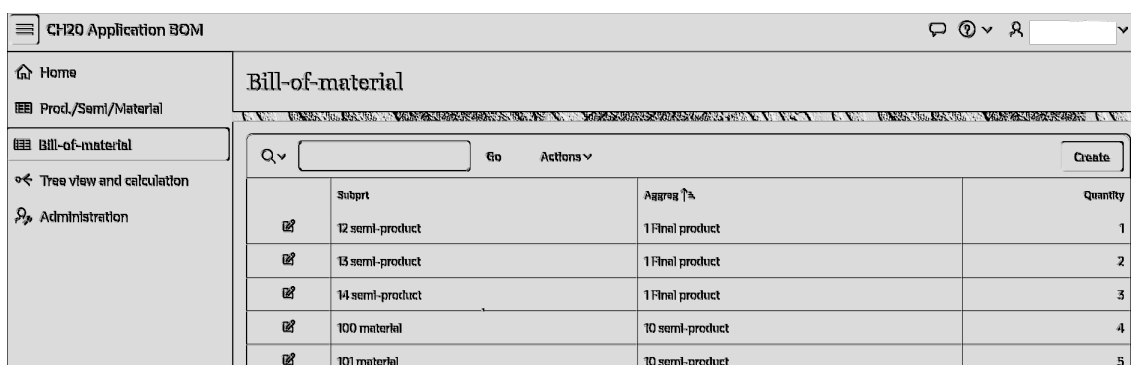 CH20 Application BOM
Home
Prod./Semi/Material
Bill-of-material
Tree view and calculation
Administration
Bill-of-material
Go Actions Create
Subprt Aggreg Quantity
12 semi-product 1 Final product 1
13 semi-product 1 Final product 2
14 semi-product 1 Final product 3
100 material 10 semi-product 4
101 material 10 semi-product 5